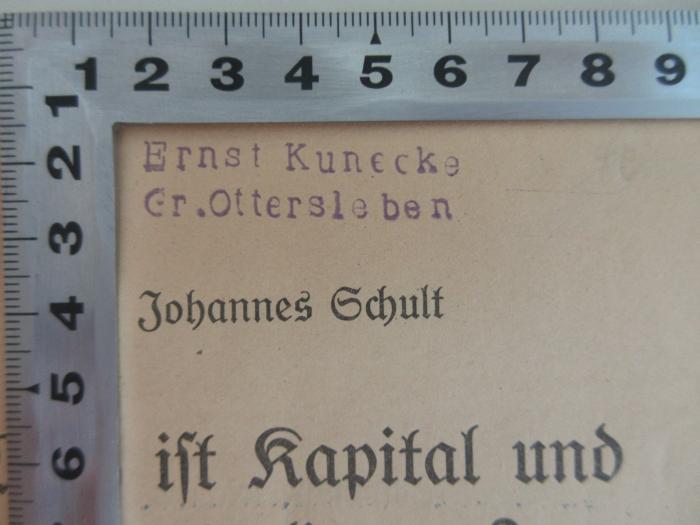 1 2 3 4 5 6 7 8 9
1
2
3
4
5
6
Ernst Kunecke
Gr.Ottersleben
Johannes Schult
ist Kapital und